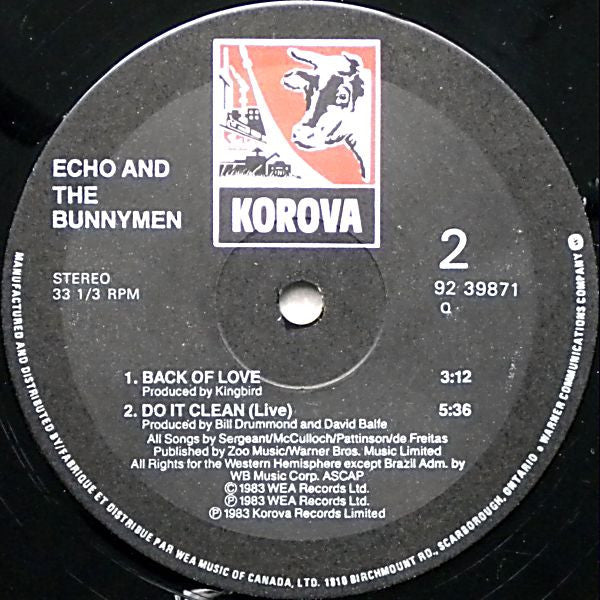 KOROVA
ECHO AND
THE
BUNNYMEN
STEREO
33 1/3 RPM
2
92 39871
Q
1. BACK OF LOVE 3:12
Produced by Kingbird
2. DO IT CLEAN (Live) 5:36
Produced by Bill Drummond and David Balfe
All Songs by Sergeant/McCulloch/Pattinson/de Freitas
Published by Zoo Music/Warner Bros. Music Limited
All Rights for the Western Hemisphere except Brazil Adm. by
WB Music Corp. ASCAP
Ⓒ 1983 WEA Records Ltd.
Ⓟ 1983 WEA Records Ltd.
Ⓟ 1983 Korova Records Limited
MANUFACTURED AND DISTRIBUTED BY/FABRIQUE ET DISTRIBUE PAR WEA MUSIC OF CANADA, LTD. 1810 BIRCHMOUNT RD., SCARBOROUGH, ONTARIO ● A WARNER COMMUNICATIONS COMPANY